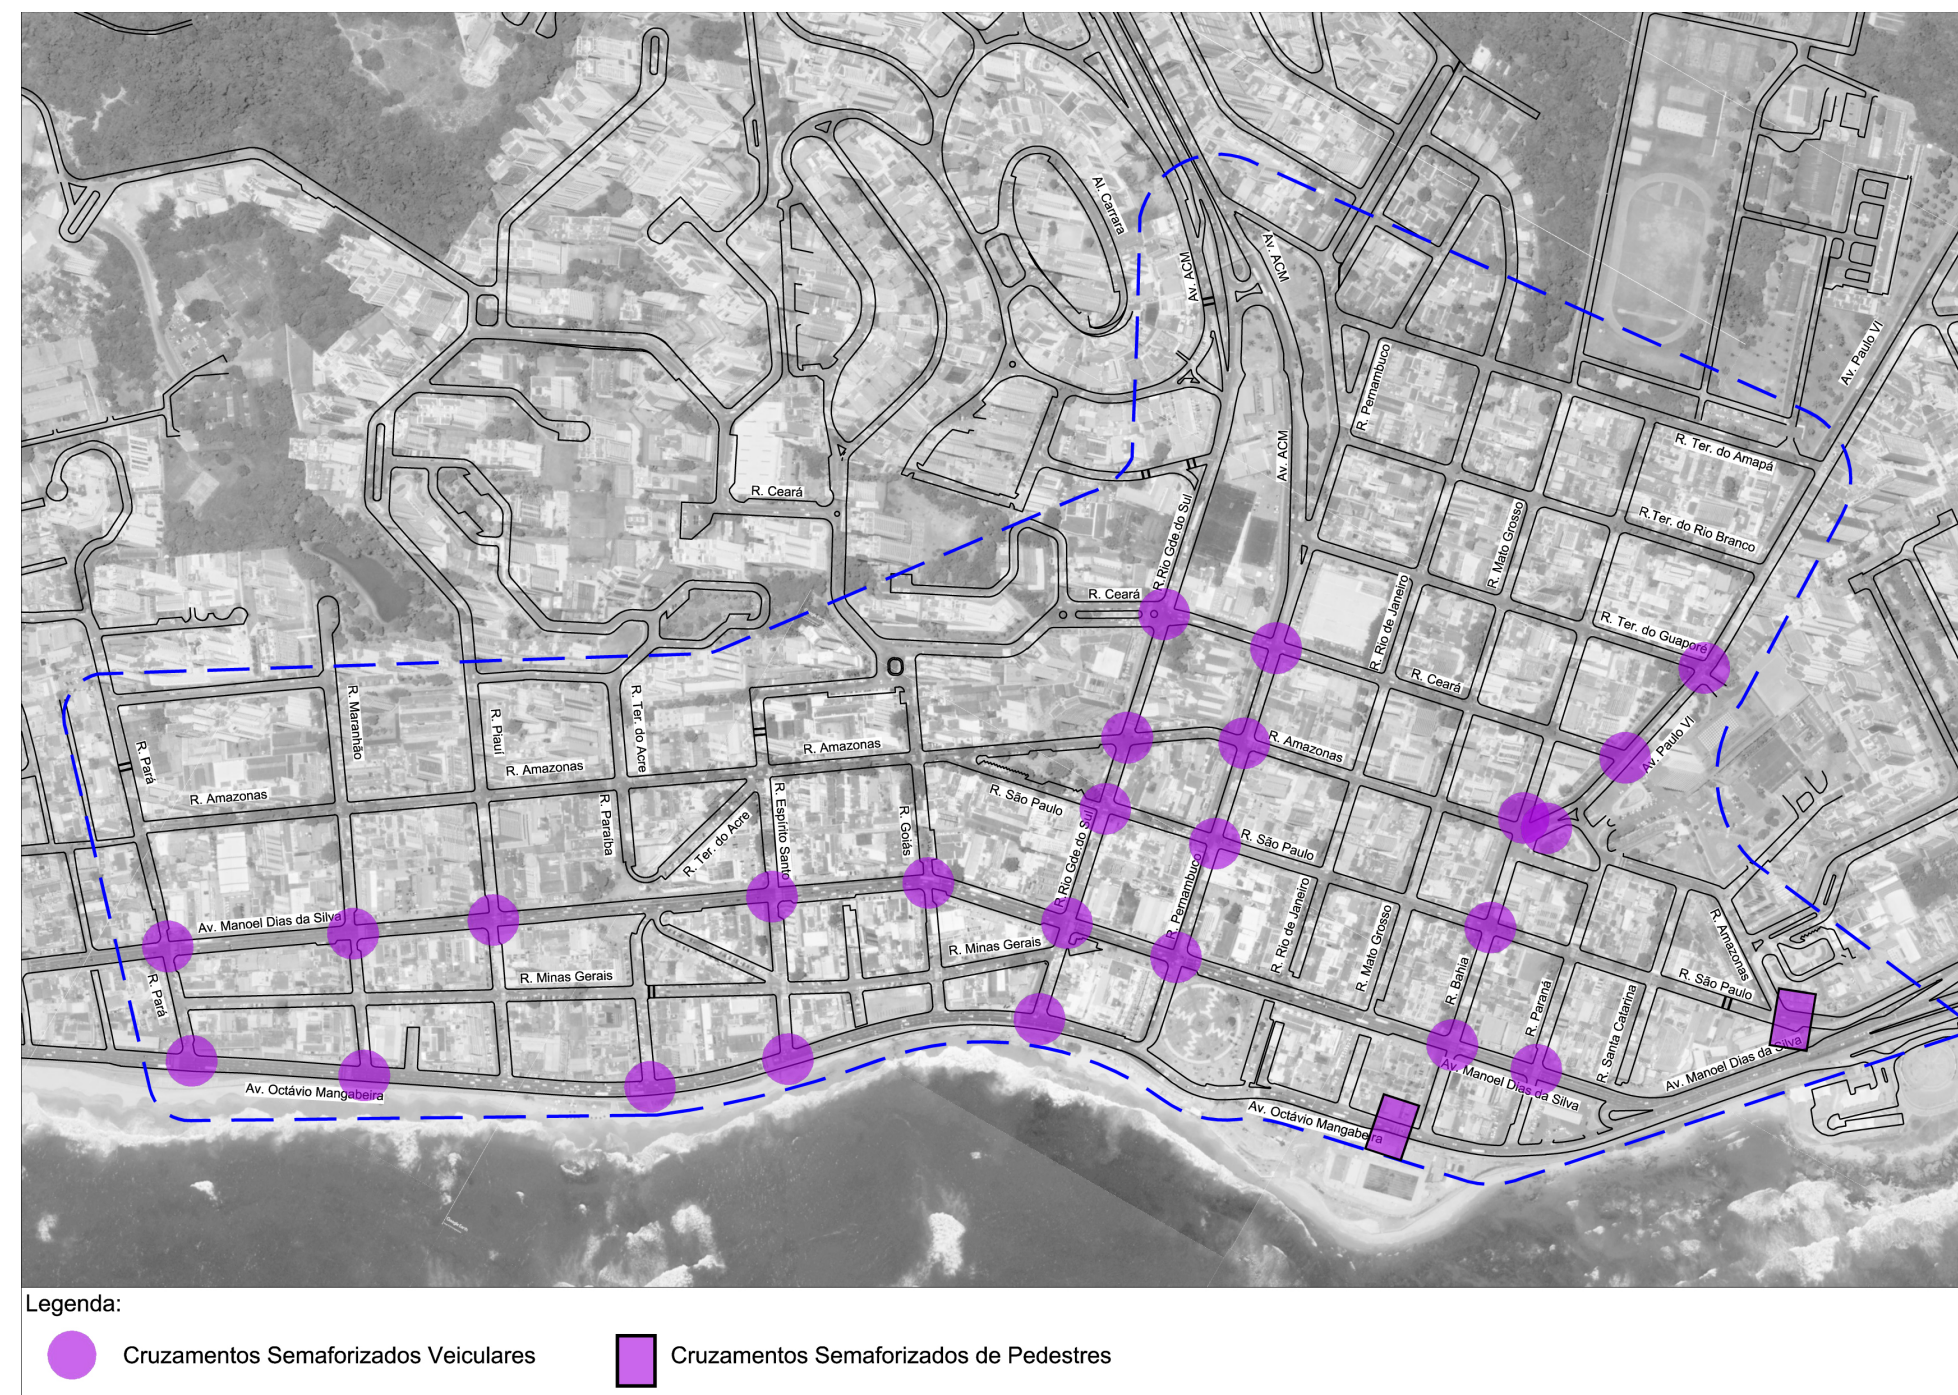 Al. Carrara
Av. ACM
Av. ACM
Av. Paulo VI
R. Pernambuco
Av. ACM
R. Ter. do Amapá
R. Ceará
R. Rio Gde.do Sul
R. Mato Grosso
R.Ter. do Rio Branco
R. Ceará
R. Rio de Janeiro
R. Ter. do Guaporé
R. Ceará
R. Maranhão
R. Piauí
R. Ter. do Acre
R. Pará
R. Amazonas
R. Amazonas
R. Amazonas
Av. Paulo VI
R. Amazonas
R. Paraíba
R. Ter. do Acre
R. Espírito Santo
R. Goiás
R. São Paulo
R. Rio Gde.do Sul
R. São Paulo
R. Pernambuco
R. Rio de Janeiro
R. Mato Grosso
Av. Manoel Dias da Silva
R. Minas Gerais
R. Amazonas
R. Pará
R. Minas Gerais
R. Bahia
R. Paraná
R. Santa Catarina
R. São Paulo
Av. Manoel Dias da Silva
Av. Octávio Mangabeira
Av. Manoel Dias da Silva
Av. Octávio Mangabeira
Legenda:
Cruzamentos Semaforizados Veiculares
Cruzamentos Semaforizados de Pedestres